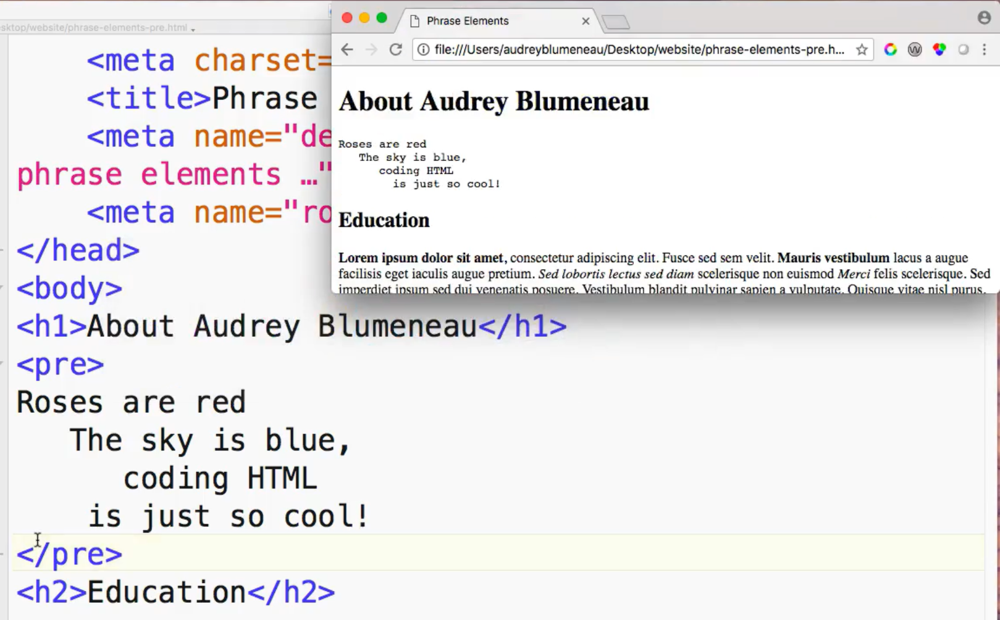 sktop/website/phrase-elements-pre.html
<meta charset=
<title>Phrase
<meta name="de
phrase elements …"
<meta name="ro
</head>
<body>
<h1>About Audrey Blumeneau</h1>
<pre>
Roses are red
The sky is blue,
coding HTML
is just so cool!
</pre>
<h2>Education</h2>
Phrase Elements
file:///Users/audreyblumeneau/Desktop/website/phrase-elements-pre.h...
About Audrey Blumeneau
Roses are red
The sky is blue,
coding HTML
is just so cool!
Education
Lorem ipsum dolor sit amet, consectetur adipiscing elit. Fusce sed sem velit. Mauris vestibulum lacus a augue
facilisis eget iaculis augue pretium. Sed lobortis lectus sed diam scelerisque non euismod Merci felis scelerisque. Sed
imperdiet ipsum sed dui venenatis posuere. Vestibulum blandit pulvinar sapien a vulputate. Quisque vitae nisl purus.